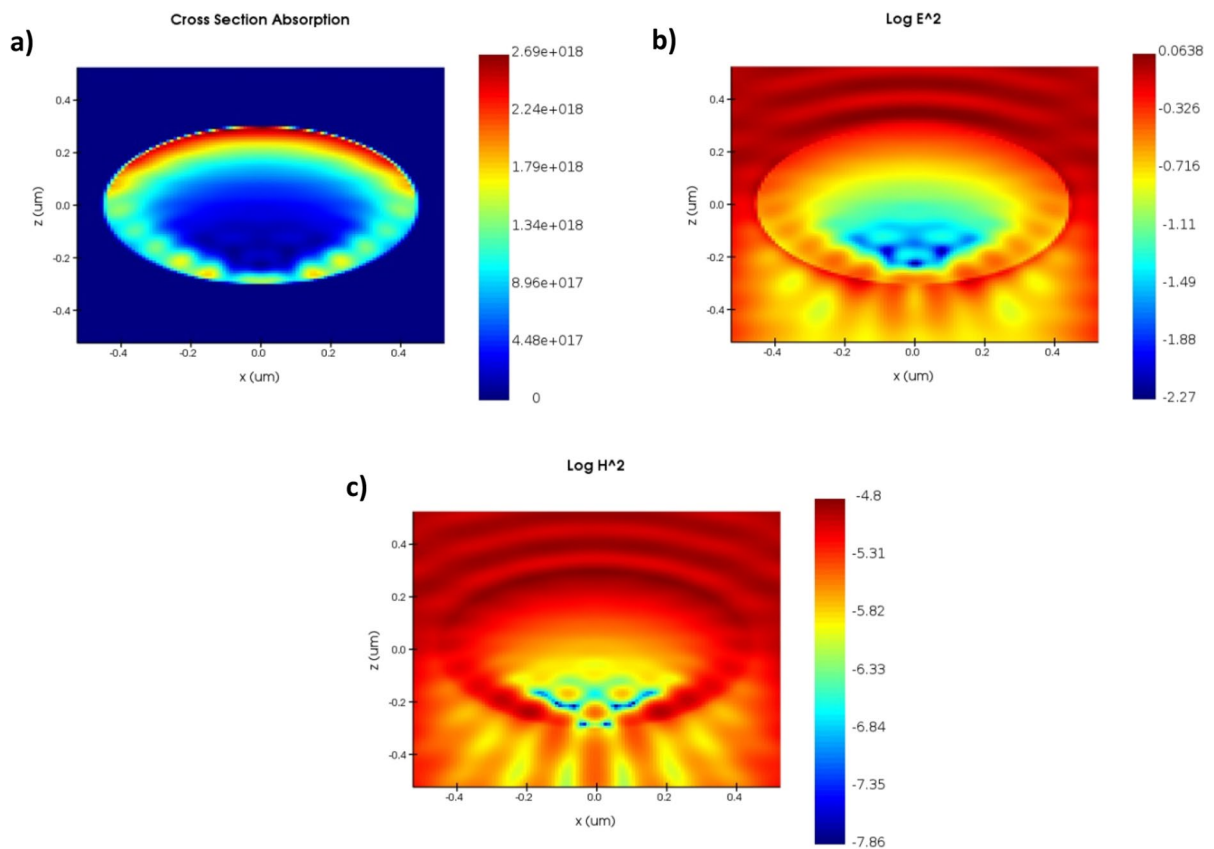 Cross Section Absorption
a)
2.69e+018
2.24e+018
1.79e+018
1.34e+018
8.96e+017
4.48e+017
0
0.4
0.2
0.0
-0.2
-0.4
z (um)
-0.4 -0.2 0.0 0.2 0.4
x (um)
Log E^2
b)
0.0638
-0.326
-0.716
-1.11
-1.49
-1.88
-2.27
0.4
0.2
0.0
-0.2
-0.4
z (um)
-0.4 -0.2 0.0 0.2 0.4
x (um)
Log H^2
c)
-4.8
-5.31
-5.82
-6.33
-6.84
-7.35
-7.86
0.4
0.2
0.0
-0.2
-0.4
z (um)
-0.4 -0.2 0.0 0.2 0.4
x (um)